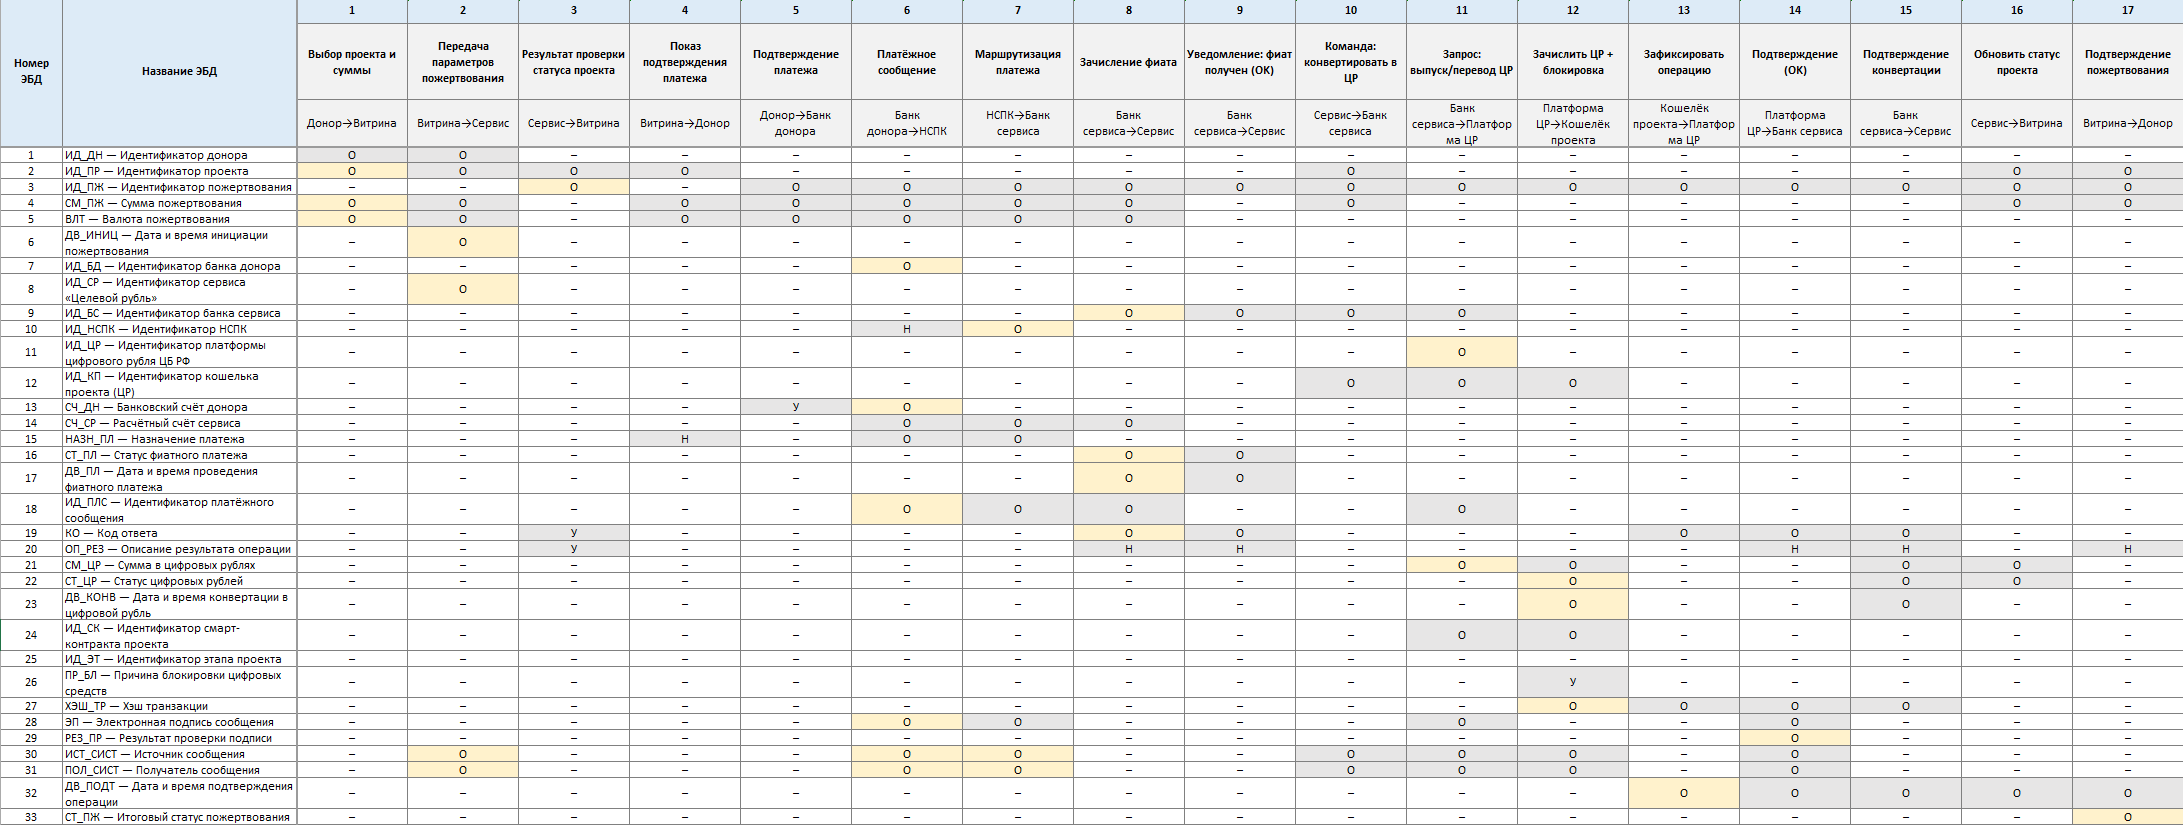 Номер ЭБД
Название ЭБД
1 2 3 4 5 6 7 8 9 10 11 12 13 14 15 16 17
Выбор проекта и
суммы
Передача
параметров
пожертвования
Результат проверки
статуса проекта
Показ
подтверждения
платежа
Подтверждение
платежа
Платёжное
сообщение
Маршрутизация
платежа
Зачисление фиата
Уведомление: фиат
получен (ОК)
Команда:
конвертировать в
ЦР
Запрос:
выпуск/перевод ЦР
Зачислить ЦР +
блокировка
Зафиксировать
операцию
Подтверждение
(ОК)
Подтверждение
конвертации
Обновить статус
проекта
Подтверждение
пожертвования
Донор→Витрина
Витрина→Сервис
Сервис→Витрина
Витрина→Донор
Донор→Банк
донора
Банк
донора→НСПК
НСПК→Банк
сервиса
Банк
сервиса→Сервис
Банк
сервиса→Сервис
Сервис→Банк
сервиса
Банк
сервиса→Платфор
ма ЦР
Платформа
ЦР→Кошелёк
проекта
Кошелёк
проекта→Платфор
ма ЦР
Платформа
ЦР→Банк сервиса
Банк
сервиса→Сервис
Сервис→Витрина
Витрина→Донор
1 ИД_ДН — Идентификатор донора О О – – – – – – – – – – – – – – –
2 ИД_ПР — Идентификатор проекта О О О О – – – – – О – – – – – О О
3 ИД_ПЖ — Идентификатор пожертвования – – О – О О О О О О О О О О О О О
4 СМ_ПЖ — Сумма пожертвования О О – О О О О О – О – – – – – О О
5 ВЛТ — Валюта пожертвования О О – О О О О О – – – – – – – – –
6 ДВ_ИНИЦ — Дата и время инициации
пожертвования – О – – – – – – – – – – – – – – –
7 ИД_БД — Идентификатор банка донора – – – – – О – – – – – – – – – – –
8 ИД_СР — Идентификатор сервиса
«Целевой рубль» – О – – – – – – – – – – – – – – –
9 ИД_БС — Идентификатор банка сервиса – – – – – – – О О О О – – – – – –
10 ИД_НСПК — Идентификатор НСПК – – – – – Н О – – – – – – – – – –
11 ИД_ЦР — Идентификатор платформы
цифрового рубля ЦБ РФ – – – – – – – – – – О – – – – – –
12 ИД_КП — Идентификатор кошелька
проекта (ЦР) – – – – – – – – – О О О – – – – –
13 СЧ_ДН — Банковский счёт донора – – – – У О – – – – – – – – – – –
14 СЧ_СР — Расчётный счёт сервиса – – – – – О О О – – – – – – – – –
15 НАЗН_ПЛ — Назначение платежа – – – Н – О О – – – – – – – – – –
16 СТ_ПЛ — Статус фиатного платежа – – – – – – – О О – – – – – – – –
17 ДВ_ПЛ — Дата и время проведения
фиатного платежа – – – – – – – О О – – – – – – – –
18 ИД_ПЛС — Идентификатор платёжного
сообщения – – – – – О О О – – О – – – – – –
19 КО — Код ответа – – У – – – – О О – – – О О О – –
20 ОП_РЕЗ — Описание результата операции – – У – – – – Н Н – – – – Н Н – Н
21 СМ_ЦР — Сумма в цифровых рублях – – – – – – – – – – О О – – О О –
22 СТ_ЦР — Статус цифровых рублей – – – – – – – – – – – О – – О О –
23 ДВ_КОНВ — Дата и время конвертации в
цифровой рубль – – – – – – – – – – – О – – О – –
24 ИД_СК — Идентификатор смарт-
контракта проекта – – – – – – – – – – О О – – – – –
25 ИД_ЭТ — Идентификатор этапа проекта – – – – – – – – – – – – – – – – –
26 ПР_БЛ — Причина блокировки цифровых
средств – – – – – – – – – – – У – – – – –
27 ХЭШ_ТР — Хэш транзакции – – – – – – – – – – – О О О О – –
28 ЭП — Электронная подпись сообщения – – – – – О О – – – О – – О – – –
29 РЕЗ_ПР — Результат проверки подписи – – – – – – – – – – – – – О – – –
30 ИСТ_СИСТ — Источник сообщения – О – – – О О – – О О О – О – – –
31 ПОЛ_СИСТ — Получатель сообщения – О – – – О О – – О О О – О – – –
32 ДВ_ПОДТ — Дата и время подтверждения
операции – – – – – – – – – – – – О О О О О
33 СТ_ПЖ — Итоговый статус пожертвования – – – – – – – – – – – – – – – – О